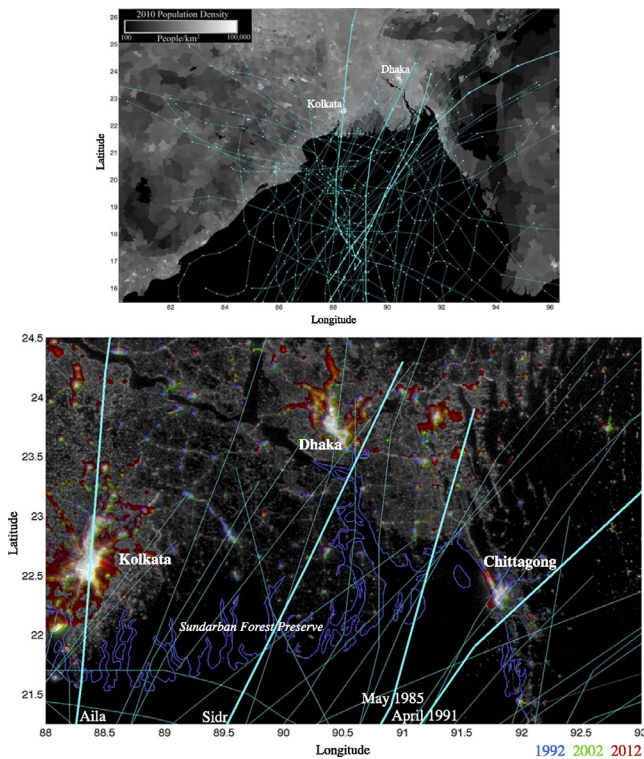 2010 Population Density
100 100,000
People/km²
26
25
24
23
22
21
20
19
18
17
16
Latitude
Dhaka
Kolkata
82 84 86 88 90 92 94 96
Longitude
24.5
24
23.5
23
22.5
22
21.5
Latitude
Dhaka
Kolkata
Chittagong
Sundarban Forest Preserve
May 1985
Aila Sidr April 1991
88 88.5 89 89.5 90 90.5 91 91.5 92 92.5 93
Longitude
1992 2002 2012